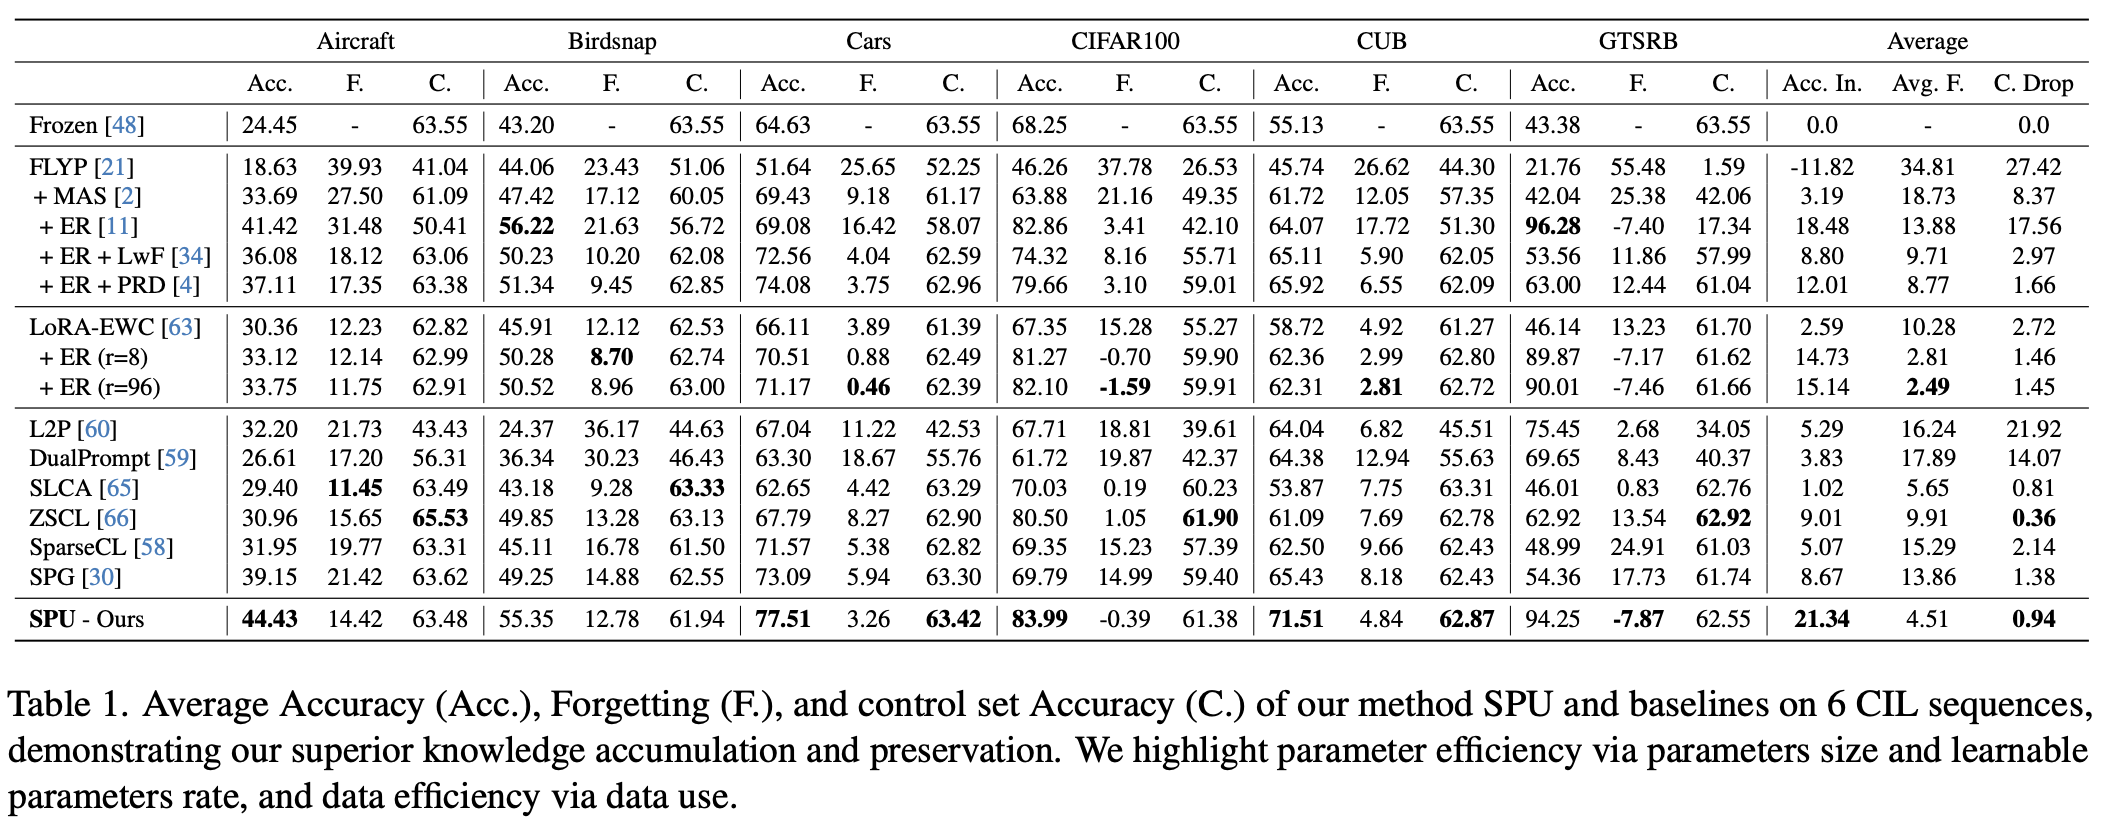 Aircraft Birdsnap Cars CIFAR100 CUB GTSRB Average
Acc. F. C. Acc. F. C. Acc. F. C. Acc. F. C. Acc. F. C. Acc. F. C. Acc. In. Avg. F. C. Drop
Frozen [48] 24.45 - 63.55 43.20 - 63.55 64.63 - 63.55 68.25 - 63.55 55.13 - 63.55 43.38 - 63.55 0.0 - 0.0
FLYP [21] 18.63 39.93 41.04 44.06 23.43 51.06 51.64 25.65 52.25 46.26 37.78 26.53 45.74 26.62 44.30 21.76 55.48 1.59 -11.82 34.81 27.42
+ MAS [2] 33.69 27.50 61.09 47.42 17.12 60.05 69.43 9.18 61.17 63.88 21.16 49.35 61.72 12.05 57.35 42.04 25.38 42.06 3.19 18.73 8.37
+ ER [11] 41.42 31.48 50.41 56.22 21.63 56.72 69.08 16.42 58.07 82.86 3.41 42.10 64.07 17.72 51.30 96.28 -7.40 17.34 18.48 13.88 17.56
+ ER + LwF [34] 36.08 18.12 63.06 50.23 10.20 62.08 72.56 4.04 62.59 74.32 8.16 55.71 65.11 5.90 62.05 53.56 11.86 57.99 8.80 9.71 2.97
+ ER + PRD [4] 37.11 17.35 63.38 51.34 9.45 62.85 74.08 3.75 62.96 79.66 3.10 59.01 65.92 6.55 62.09 63.00 12.44 61.04 12.01 8.77 1.66
LoRA-EWC [63] 30.36 12.23 62.82 45.91 12.12 62.53 66.11 3.89 61.39 67.35 15.28 55.27 58.72 4.92 61.27 46.14 13.23 61.70 2.59 10.28 2.72
+ ER (r=8) 33.12 12.14 62.99 50.28 8.70 62.74 70.51 0.88 62.49 81.27 -0.70 59.90 62.36 2.99 62.80 89.87 -7.17 61.62 14.73 2.81 1.46
+ ER (r=96) 33.75 11.75 62.91 50.52 8.96 63.00 71.17 0.46 62.39 82.10 -1.59 59.91 62.31 2.81 62.72 90.01 -7.46 61.66 15.14 2.49 1.45
L2P [60] 32.20 21.73 43.43 24.37 36.17 44.63 67.04 11.22 42.53 67.71 18.81 39.61 64.04 6.82 45.51 75.45 2.68 34.05 5.29 16.24 21.92
DualPrompt [59] 26.61 17.20 56.31 36.34 30.23 46.43 63.30 18.67 55.76 61.72 19.87 42.37 64.38 12.94 55.63 69.65 8.43 40.37 3.83 17.89 14.07
SLCA [65] 29.40 11.45 63.49 43.18 9.28 63.33 62.65 4.42 63.29 70.03 0.19 60.23 53.87 7.75 63.31 46.01 0.83 62.76 1.02 5.65 0.81
ZSCL [66] 30.96 15.65 65.53 49.85 13.28 63.13 67.79 8.27 62.90 80.50 1.05 61.90 61.09 7.69 62.78 62.92 13.54 62.92 9.01 9.91 0.36
SparseCL [58] 31.95 19.77 63.31 45.11 16.78 61.50 71.57 5.38 62.82 69.35 15.23 57.39 62.50 9.66 62.43 48.99 24.91 61.03 5.07 15.29 2.14
SPG [30] 39.15 21.42 63.62 49.25 14.88 62.55 73.09 5.94 63.30 69.79 14.99 59.40 65.43 8.18 62.43 54.36 17.73 61.74 8.67 13.86 1.38
SPU - Ours 44.43 14.42 63.48 55.35 12.78 61.94 77.51 3.26 63.42 83.99 -0.39 61.38 71.51 4.84 62.87 94.25 -7.87 62.55 21.34 4.51 0.94
Table 1. Average Accuracy (Acc.), Forgetting (F.), and control set Accuracy (C.) of our method SPU and baselines on 6 CIL sequences,
demonstrating our superior knowledge accumulation and preservation. We highlight parameter efficiency via parameters size and learnable
parameters rate, and data efficiency via data use.